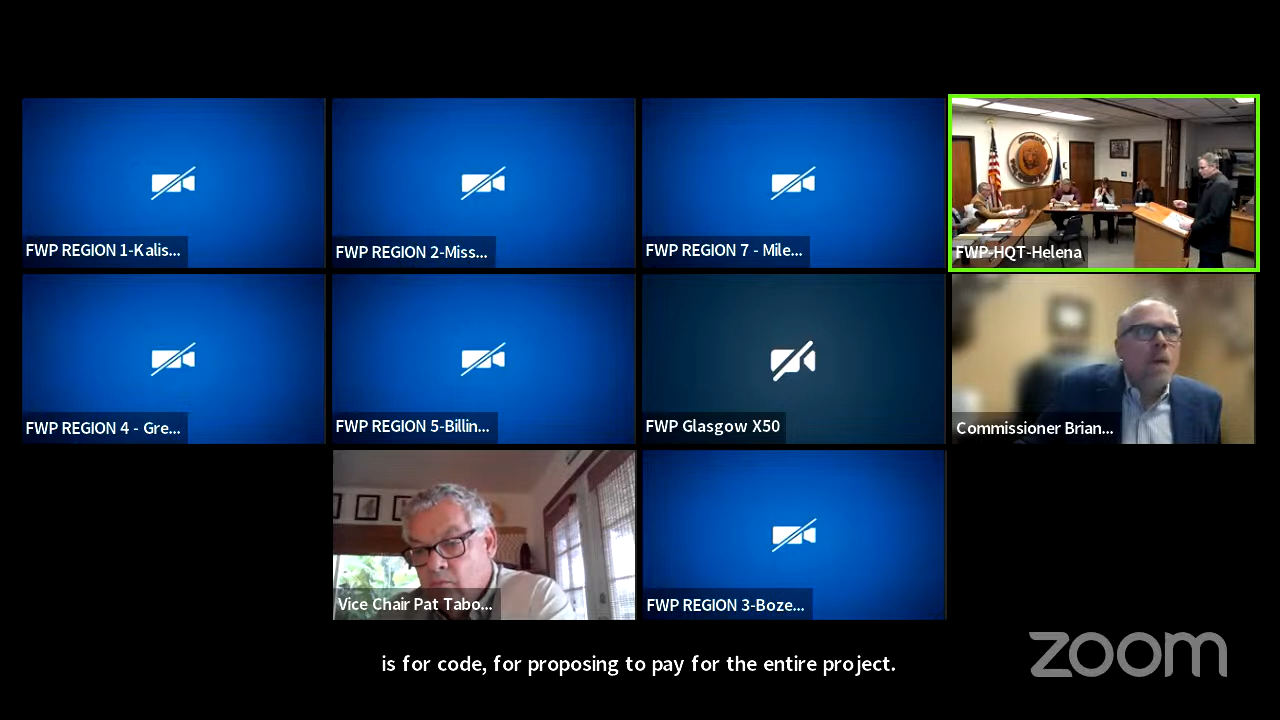 FWP REGION 1-Kalis...
FWP REGION 2-Miss...
FWP REGION 7 - Mile...
FWP-HQT-Helena
FWP REGION 4 - Gre...
FWP REGION 5-Billin...
FWP Glasgow X50
Commissioner Brian...
Vice Chair Pat Tabo...
FWP REGION 3-Boze...
is for code, for proposing to pay for the entire project.
zoom